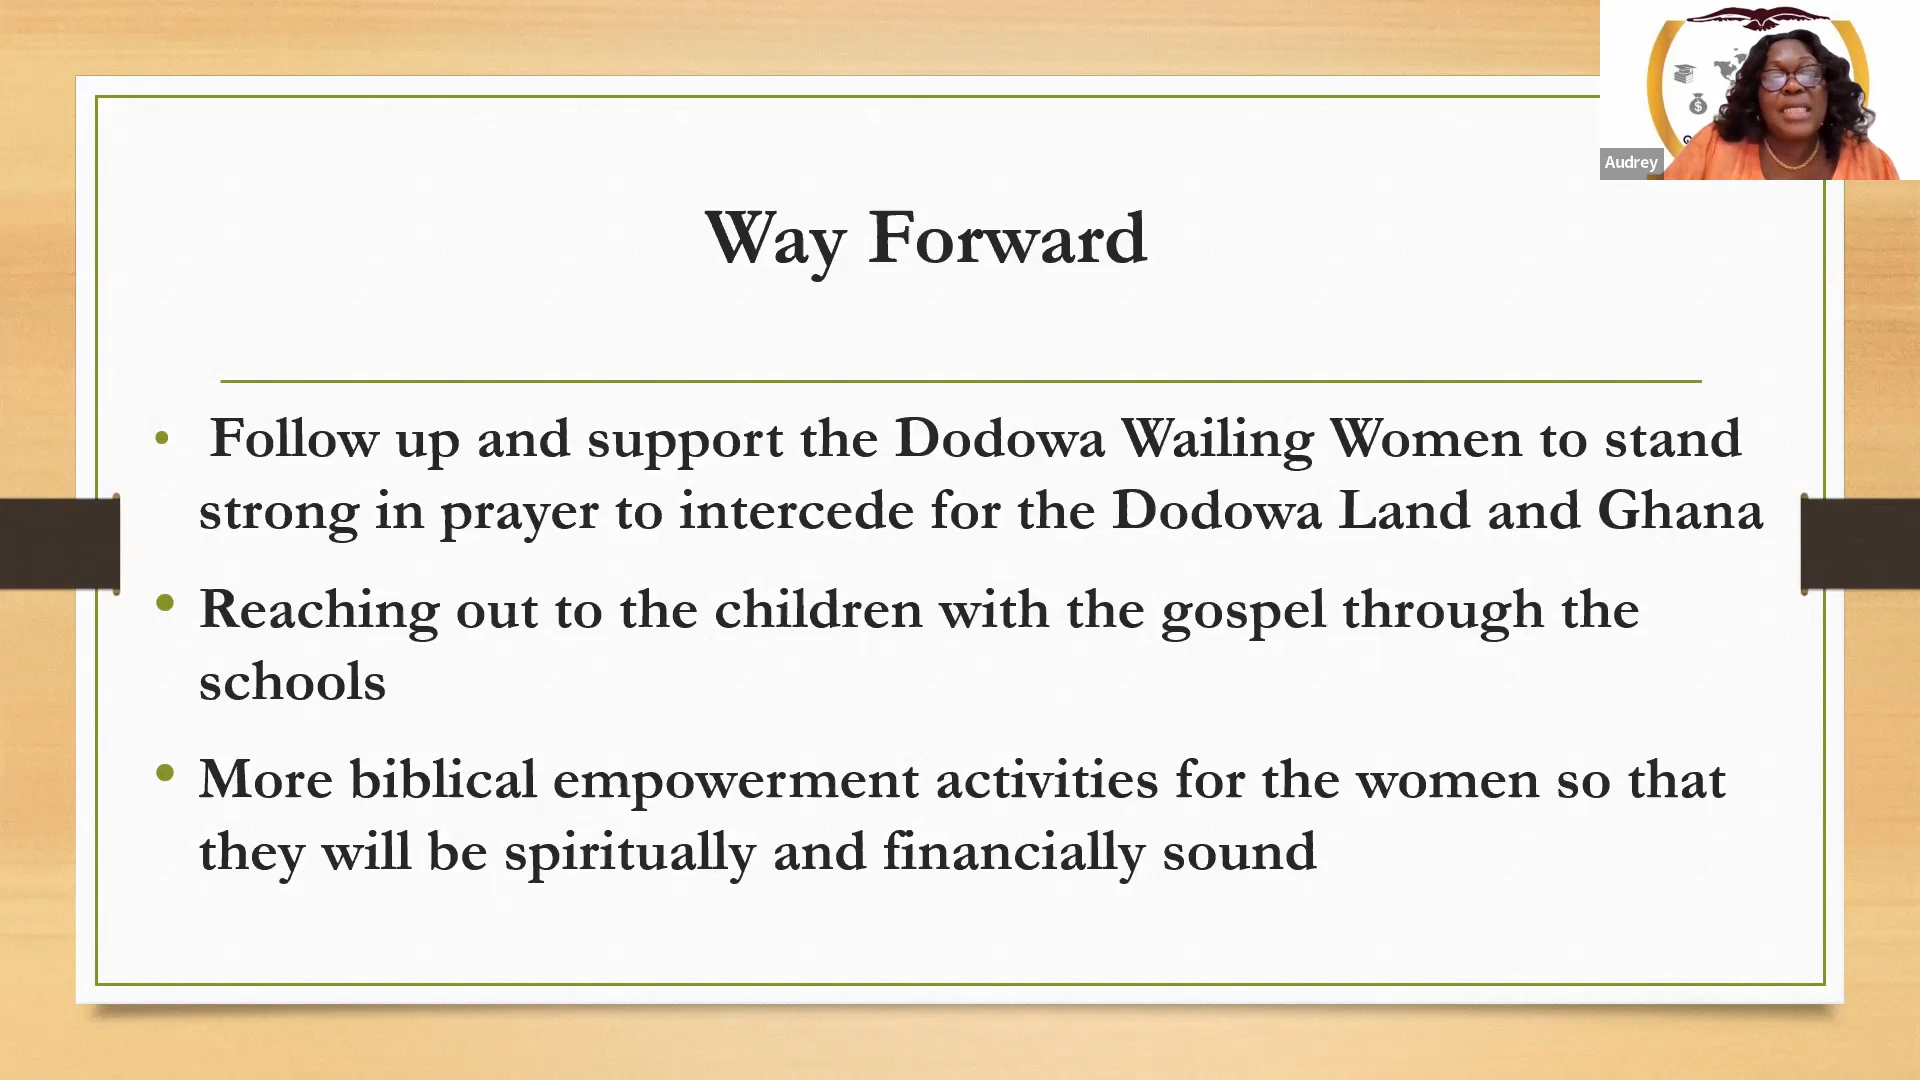 Audrey
Way Forward
• Follow up and support the Dodowa Wailing Women to stand
strong in prayer to intercede for the Dodowa Land and Ghana
• Reaching out to the children with the gospel through the
schools
• More biblical empowerment activities for the women so that
they will be spiritually and financially sound